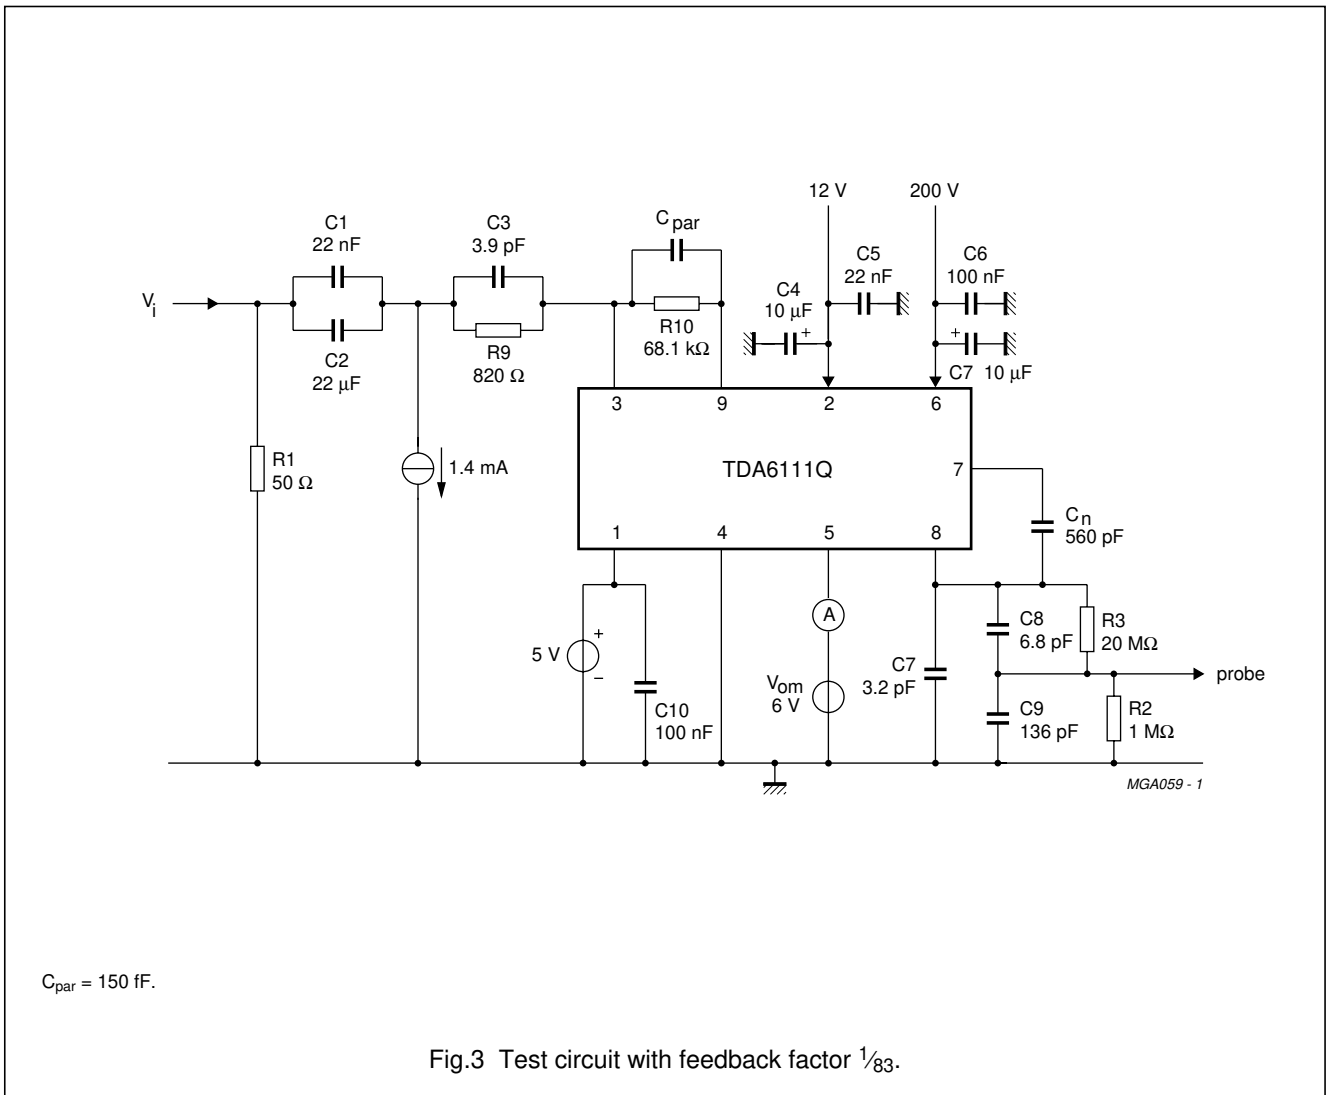 12 V
200 V
C1
22 nF
C3
3.9 pF
C par
C5
22 nF
C6
100 nF
C4
10 µF
+
+
Vi
C2
22 µF
R9
820 Ω
R10
68.1 kΩ
C7 10 µF
3
9
2
6
R1
50 Ω
1.4 mA
TDA6111Q
7
1
4
5
8
Cn
560 pF
A
5 V
+
−
C10
100 nF
Vom
6 V
C7
3.2 pF
C8
6.8 pF
R3
20 MΩ
probe
C9
136 pF
R2
1 MΩ
MGA059 - 1
Cpar = 150 fF.
Fig.3 Test circuit with feedback factor 1⁄83.